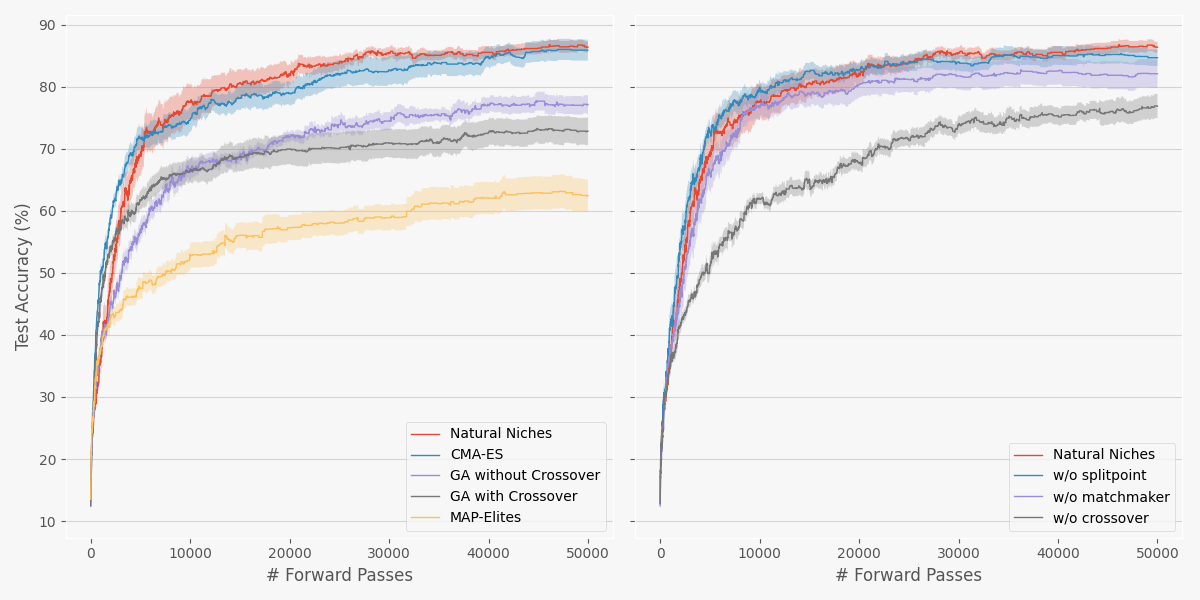 Test Accuracy (%)
90
80
70
60
50
40
30
20
10
0
10000
20000
30000
40000
50000
# Forward Passes
Natural Niches
CMA-ES
GA without Crossover
GA with Crossover
MAP-Elites
0
10000
20000
30000
40000
50000
# Forward Passes
Natural Niches
w/o splitpoint
w/o matchmaker
w/o crossover